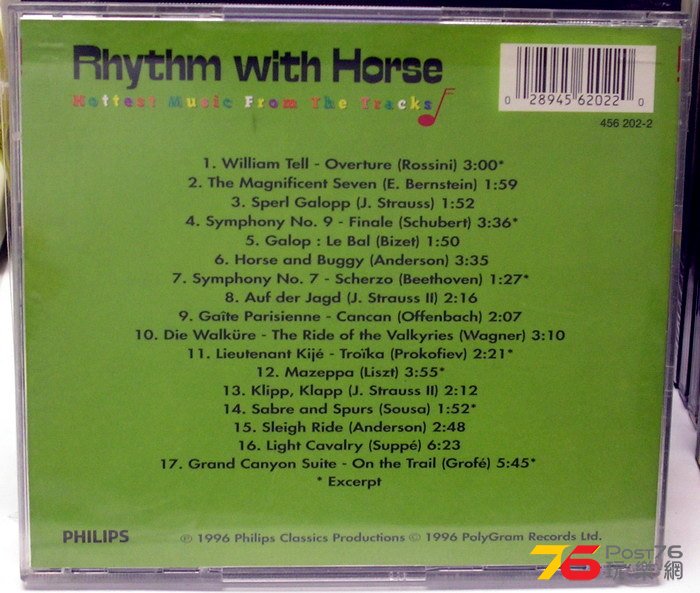 Rhythm with Horse
Hottest Music From The Tracks
0 28945 62022 0
456 202-2
1. William Tell - Overture (Rossini) 3:00*
2. The Magnificent Seven (E. Bernstein) 1:59
3. Sperl Galopp (J. Strauss) 1:52
4. Symphony No. 9 - Finale (Schubert) 3:36*
5. Galop : Le Bal (Bizet) 1:50
6. Horse and Buggy (Anderson) 3:35
7. Symphony No. 7 - Scherzo (Beethoven) 1:27*
8. Auf der Jagd (J. Strauss II) 2:16
9. Gaîte Parisienne - Cancan (Offenbach) 2:07
10. Die Walküre - The Ride of the Valkyries (Wagner) 3:10
11. Lieutenant Kijé - Troïka (Prokofiev) 2:21*
12. Mazeppa (Liszt) 3:55*
13. Klipp, Klapp (J. Strauss II) 2:12
14. Sabre and Spurs (Sousa) 1:52*
15. Sleigh Ride (Anderson) 2:48
16. Light Cavalry (Suppé) 6:23
17. Grand Canyon Suite - On the Trail (Grofé) 5:45*
* Excerpt
PHILIPS
℗ 1996 Philips Classics Productions © 1996 PolyGram Records Ltd.
76 Post76
玩樂網